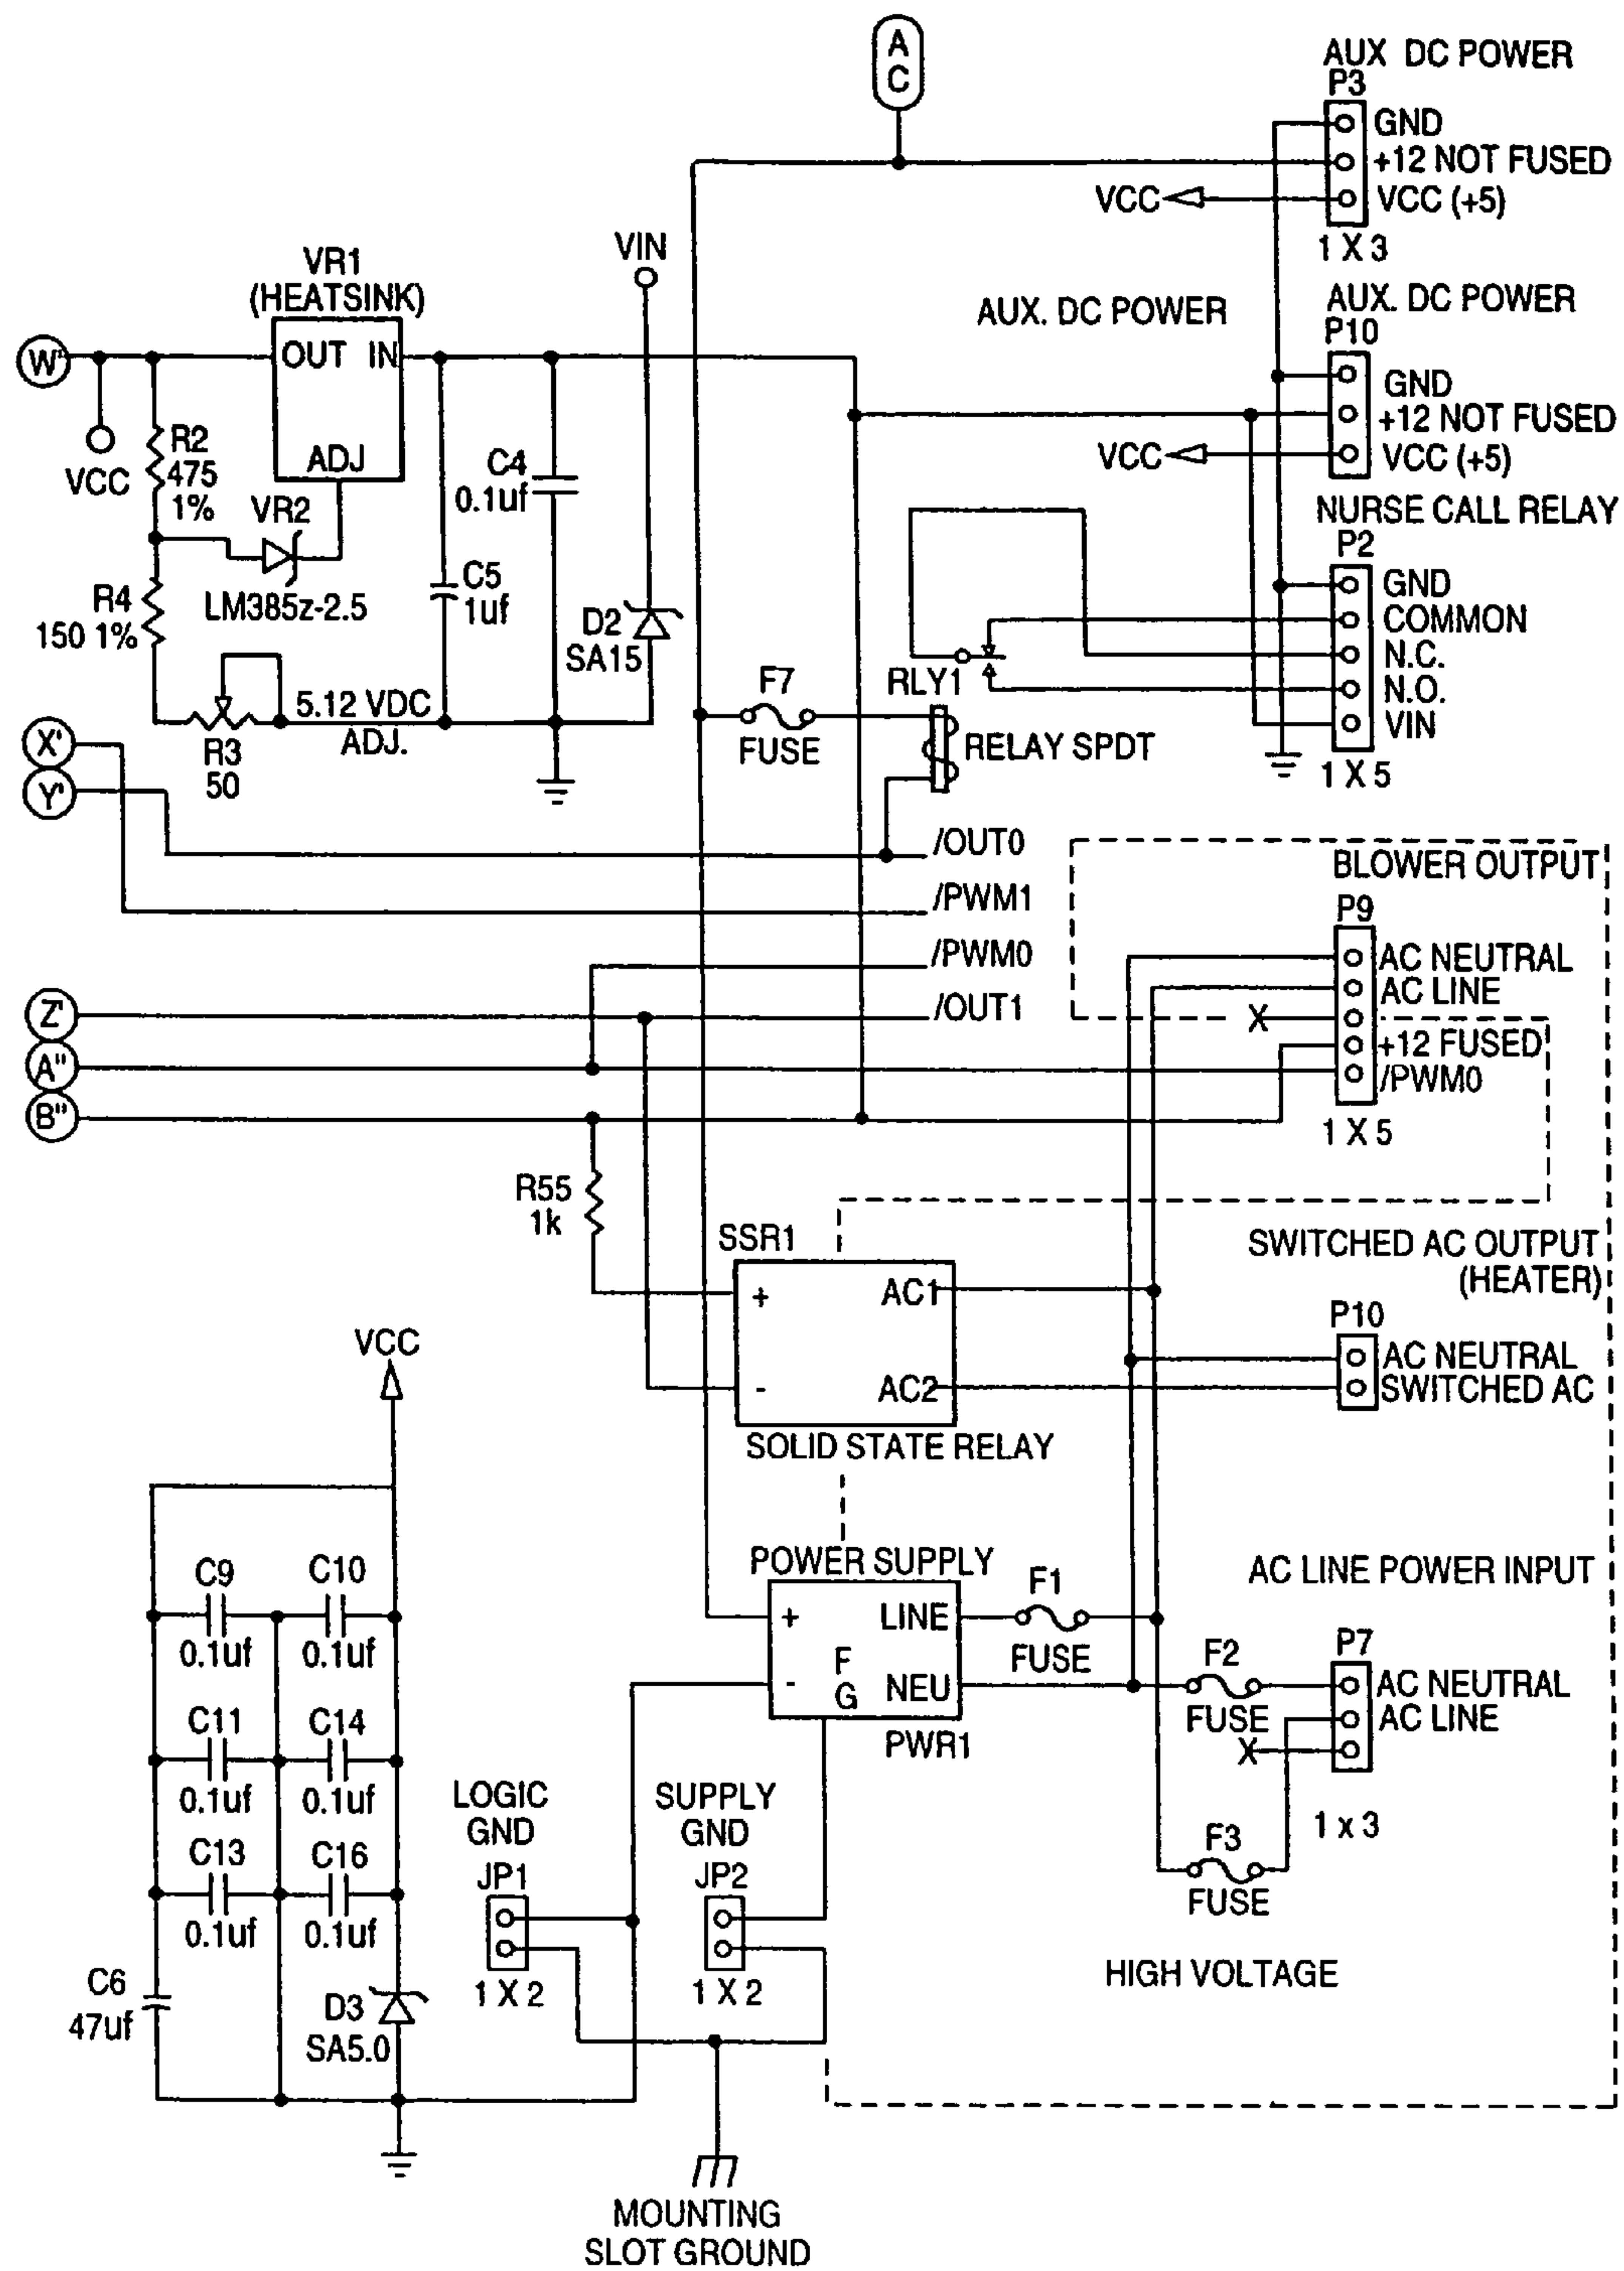 A
C
AUX DC POWER
P3
GND
+12 NOT FUSED
VCC
VCC (+5)
1 X 3
VR1
(HEATSINK)
VIN
AUX. DC POWER
AUX. DC POWER
P10
W'
OUT IN
GND
+12 NOT FUSED
VCC
VCC (+5)
ADJ
VCC
R2
475
1%
VR2
C4
0.1uf
NURSE CALL RELAY
P2
LM385z-2.5
C5
1uf
R4
150 1%
D2
SA15
GND
COMMON
N.C.
N.O.
VIN
RLY1
F7
FUSE
RELAY SPDT
1 X 5
5.12 VDC
ADJ.
R3
50
X'
Y'
/OUT0
/PWM1
/PWM0
/OUT1
BLOWER OUTPUT
P9
AC NEUTRAL
AC LINE
X
+12 FUSED
/PWM0
1 X 5
Z'
A"
B"
R55
1k
SSR1
+
AC1
-
AC2
SOLID STATE RELAY
SWITCHED AC OUTPUT
(HEATER)
P10
AC NEUTRAL
SWITCHED AC
VCC
POWER SUPPLY
+
LINE
F
G
-
NEU
PWR1
F1
FUSE
AC LINE POWER INPUT
F2
FUSE
P7
AC NEUTRAL
AC LINE
X
1 x 3
F3
FUSE
C9
0.1uf
C10
0.1uf
C11
0.1uf
C14
0.1uf
C13
0.1uf
C16
0.1uf
LOGIC
GND
JP1
1 X 2
SUPPLY
GND
JP2
1 X 2
HIGH VOLTAGE
C6
47uf
D3
SA5.0
MOUNTING
SLOT GROUND